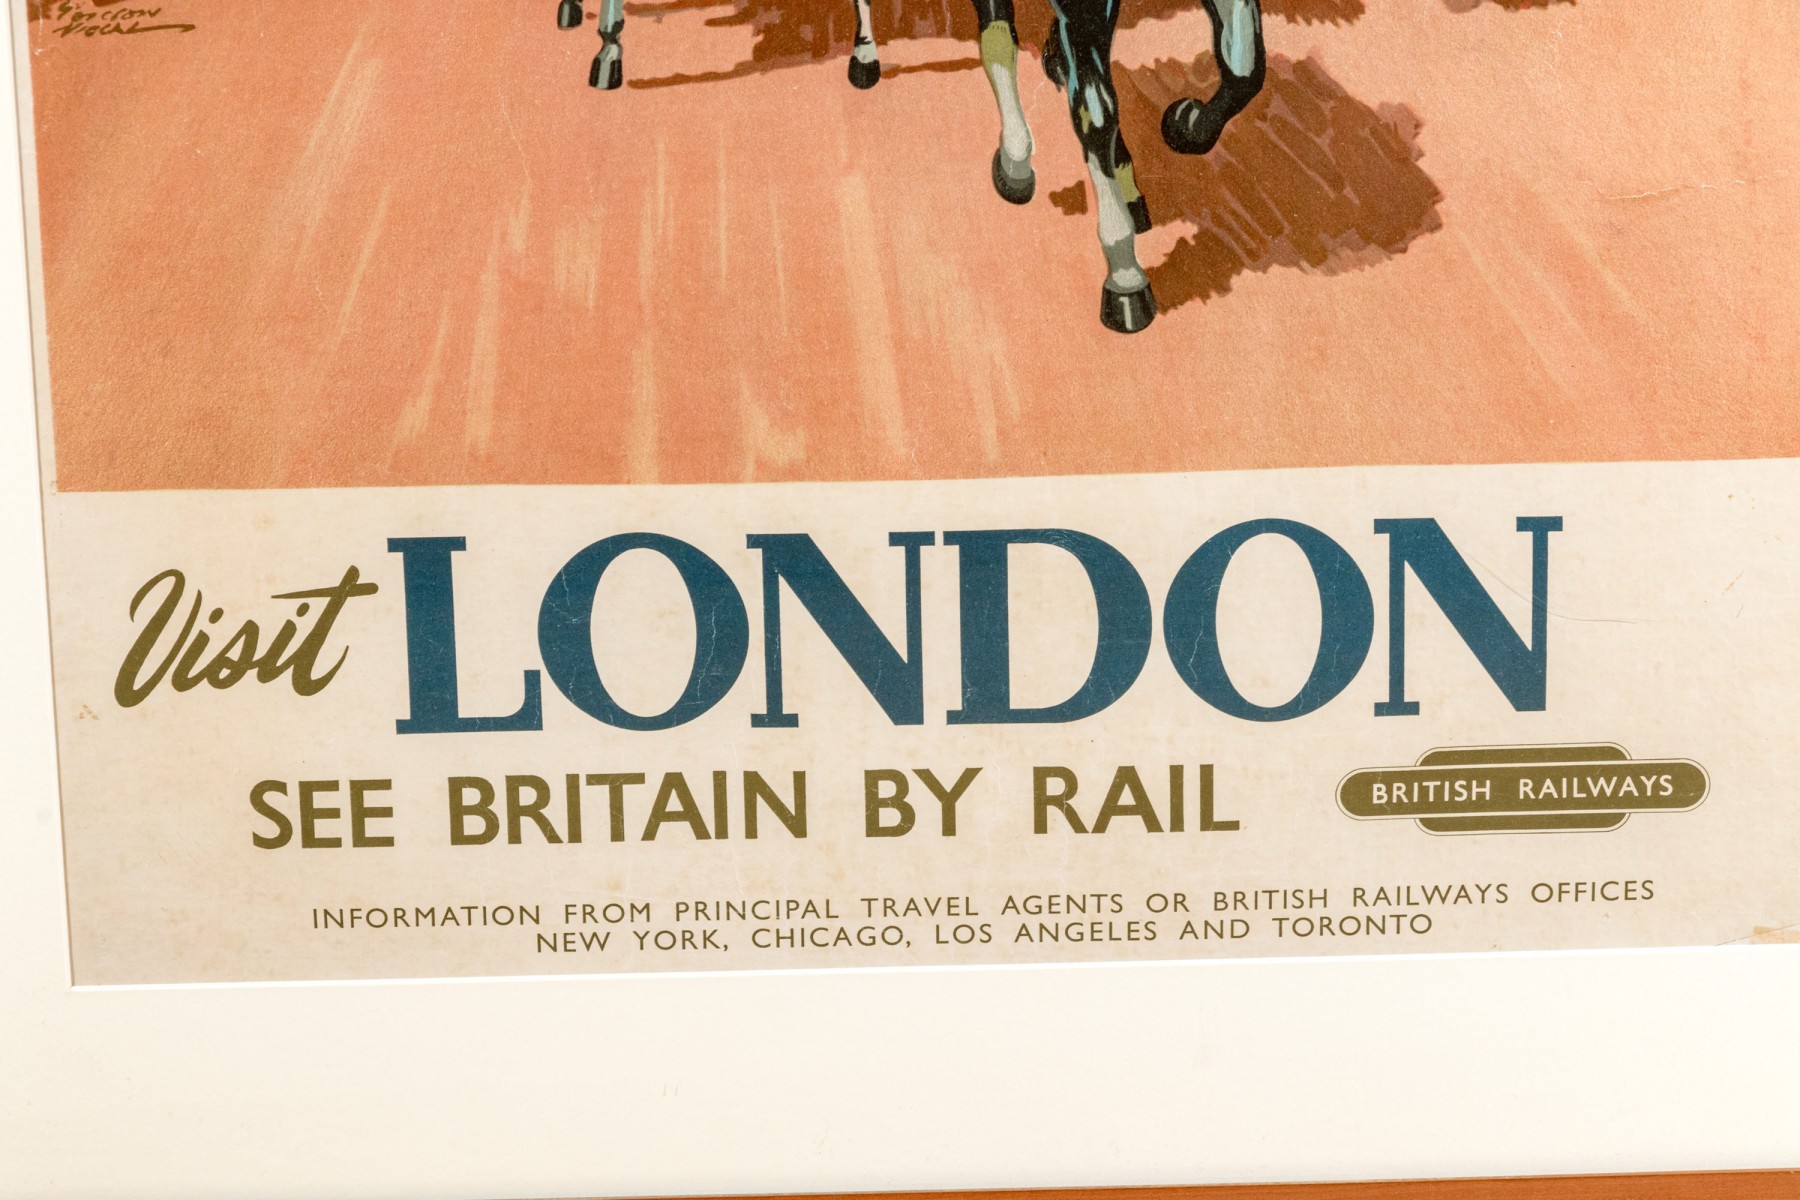 Visit LONDON
SEE BRITAIN BY RAIL
BRITISH RAILWAYS
INFORMATION FROM PRINCIPAL TRAVEL AGENTS OR BRITISH RAILWAYS OFFICES
NEW YORK, CHICAGO, LOS ANGELES AND TORONTO